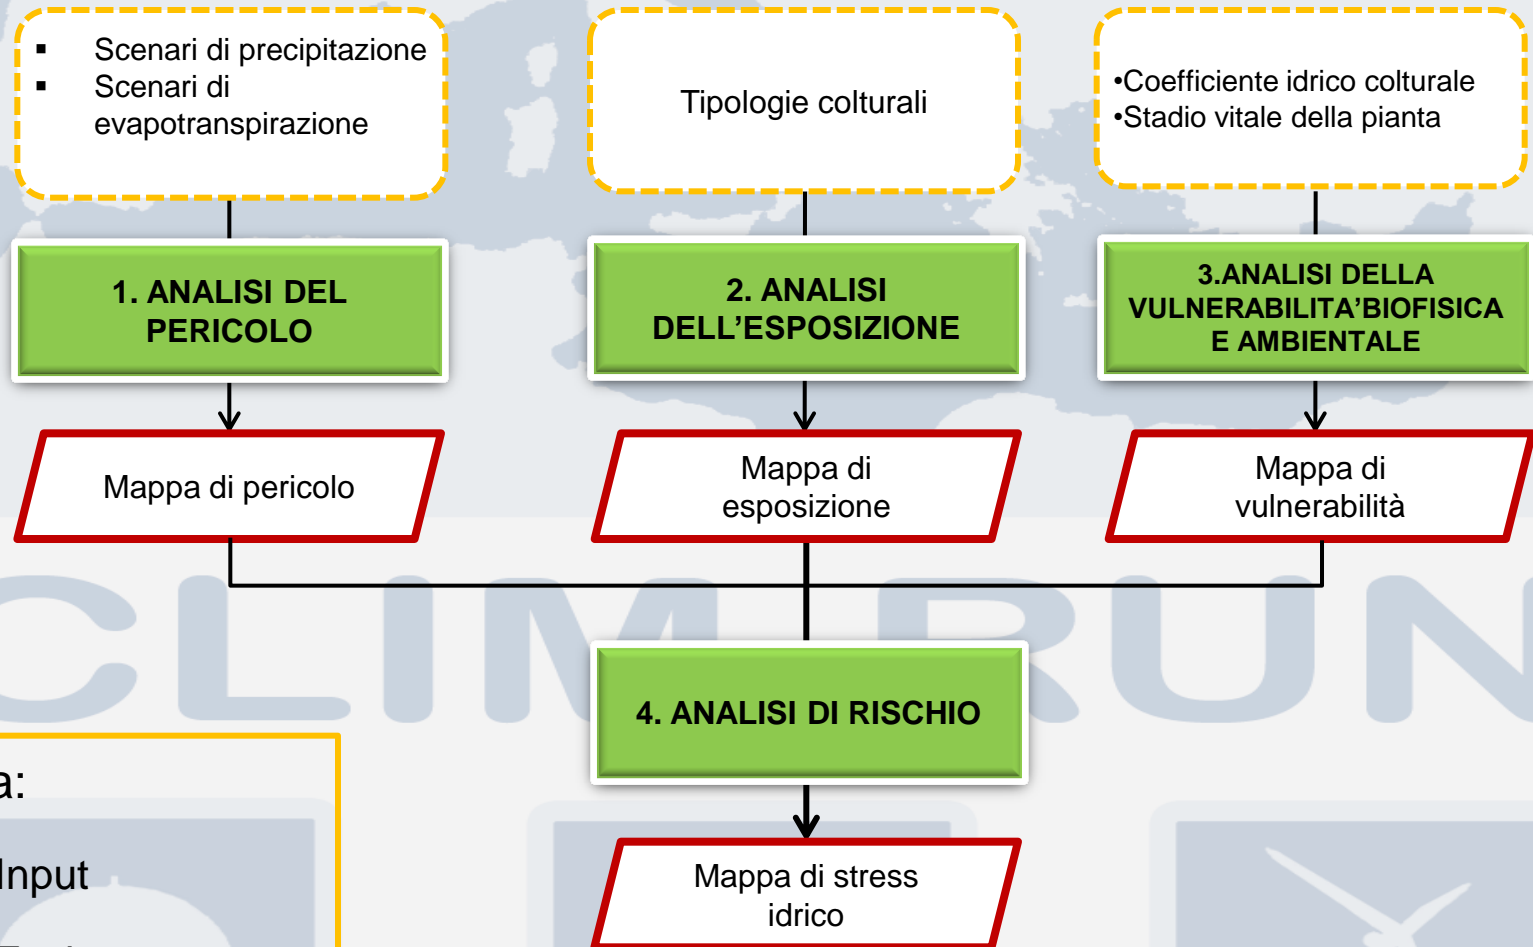 ▪ Scenari di precipitazione
▪ Scenari di
evapotranspirazione
Tipologie colturali
•Coefficiente idrico colturale
•Stadio vitale della pianta
1. ANALISI DEL
PERICOLO
2. ANALISI
DELL’ESPOSIZIONE
3.ANALISI DELLA
VULNERABILITA’BIOFISICA
E AMBIENTALE
Mappa di pericolo
Mappa di
esposizione
Mappa di
vulnerabilità
CLIM RUN
4. ANALISI DI RISCHIO
a:
Input
Mappa di stress
idrico